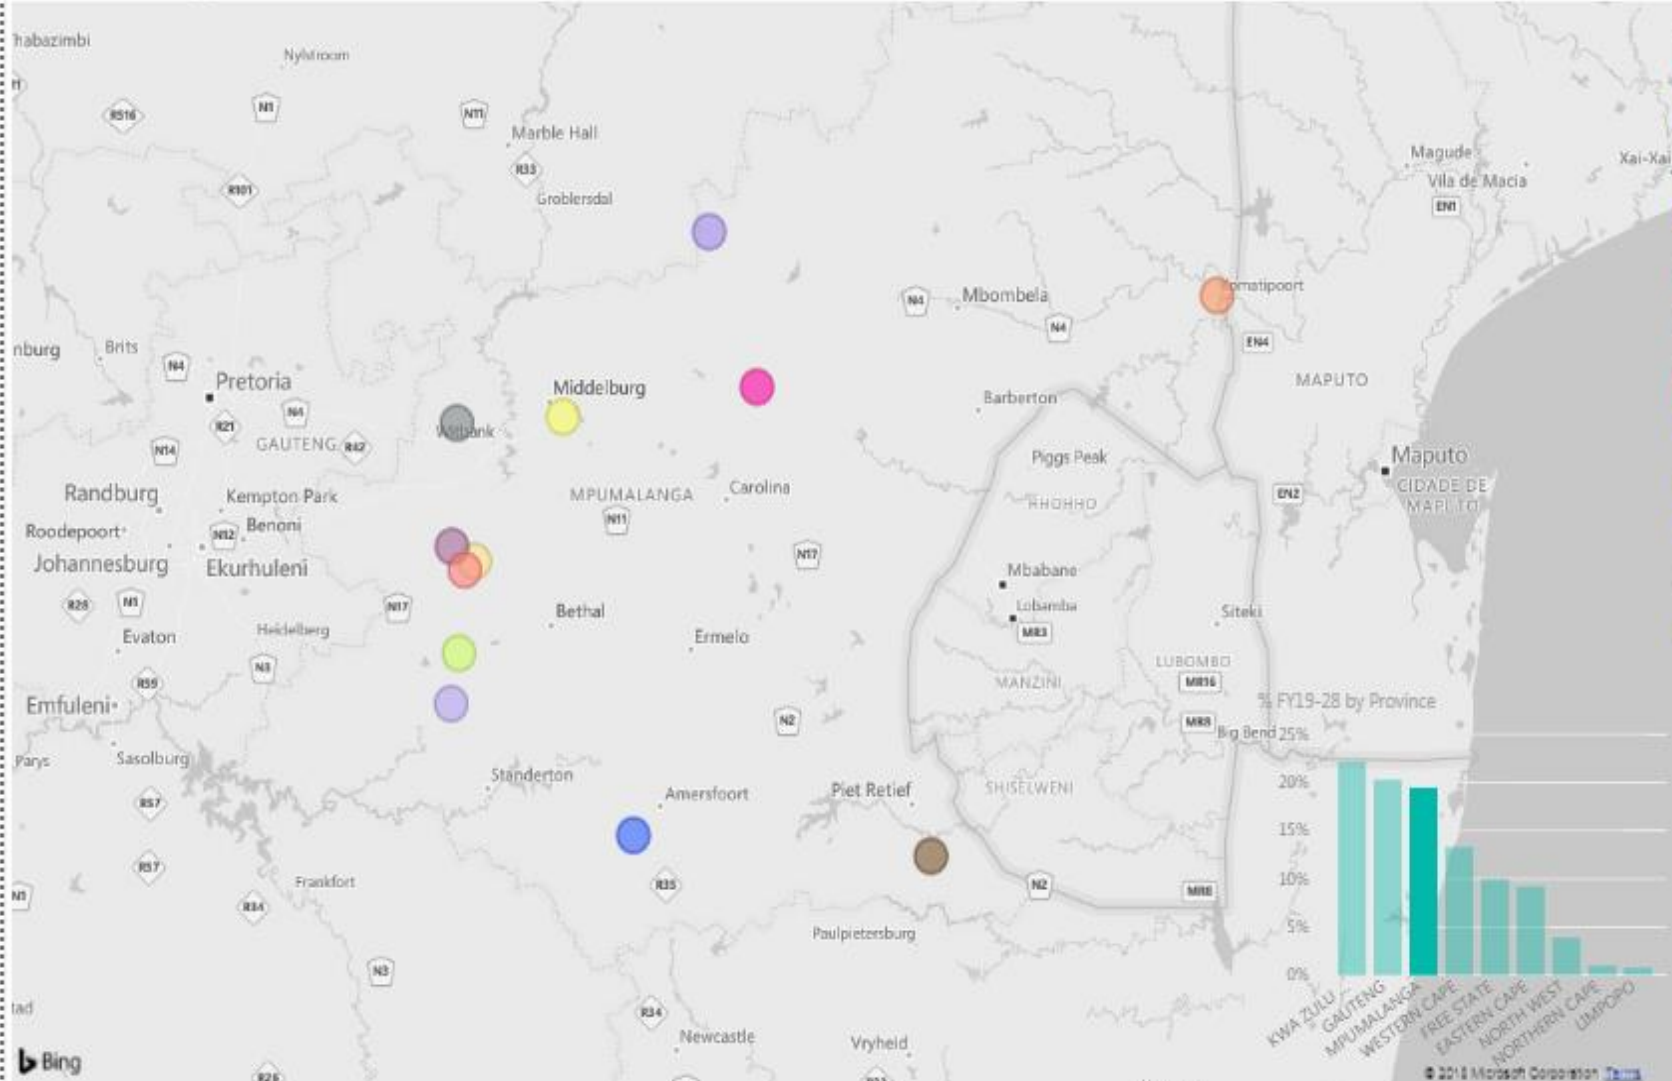 habazimbi
Nylstroom
R516
N1
N11
Marble Hall
R33
Groblersdal
R101
Magude
Xai-Xai
Vila de Macia
EN1
Komatipoort
N4
Mbombela
N4
EN4
nburg
Brits
N4
Pretoria
Middelburg
MAPUTO
Barberton
N4
R21
GAUTENG
R42
Witbank
N14
Piggs Peak
Maputo
CIDADE DE
MAPUTO
Randburg
Kempton Park
MPUMALANGA
Carolina
HHOHHO
EN2
Roodepoort
N12
Benoni
N11
Johannesburg
Ekurhuleni
N17
Mbabane
R28
N1
N17
Bethal
Lobamba
Siteki
Evaton
Heidelberg
Ermelo
MR3
N3
LUBOMBO
R59
MANZINI
MR16
Emfuleni
N2
% FY19-28 by Province
MR8
Big Bend
25%
Parys
Sasolburg
Standerton
20%
Amersfoort
Piet Retief
SHISELWENI
R57
15%
R57
Frankfort
R35
N2
MR8
10%
N1
R34
Paulpietersburg
5%
N3
0%
tad
R34
KWA ZULU ...
GAUTENG
MPUMALANGA
WESTERN CAPE
FREE STATE
EASTERN CAPE
NORTH WEST
NORTHERN CAPE
LIMPOPO
Newcastle
Vryheid
Bing
R26
© 2018 Microsoft Corporation Terms